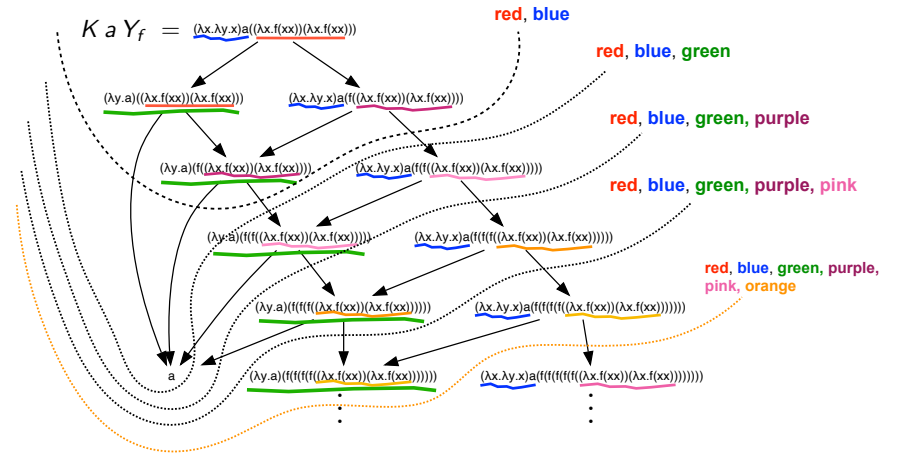 red, blue
K a Y_f = (λx.λy.x)a((λx.f(xx))(λx.f(xx)))
red, blue, green
(λy.a)((λx.f(xx))(λx.f(xx)))
(λx.λy.x)a(f((λx.f(xx))(λx.f(xx))))
red, blue, green, purple
(λy.a)(f((λx.f(xx))(λx.f(xx))))
(λx.λy.x)a(f(f((λx.f(xx))(λx.f(xx)))))
red, blue, green, purple, pink
(λy.a)(f(f((λx.f(xx))(λx.f(xx)))))
(λx.λy.x)a(f(f(f((λx.f(xx))(λx.f(xx))))))
red, blue, green, purple,
pink, orange
(λy.a)(f(f(f((λx.f(xx))(λx.f(xx))))))
(λx.λy.x)a(f(f(f(f((λx.f(xx))(λx.f(xx)))))))
a
(λy.a)(f(f(f(f((λx.f(xx))(λx.f(xx)))))))
(λx.λy.x)a(f(f(f(f(f((λx.f(xx))(λx.f(xx))))))))